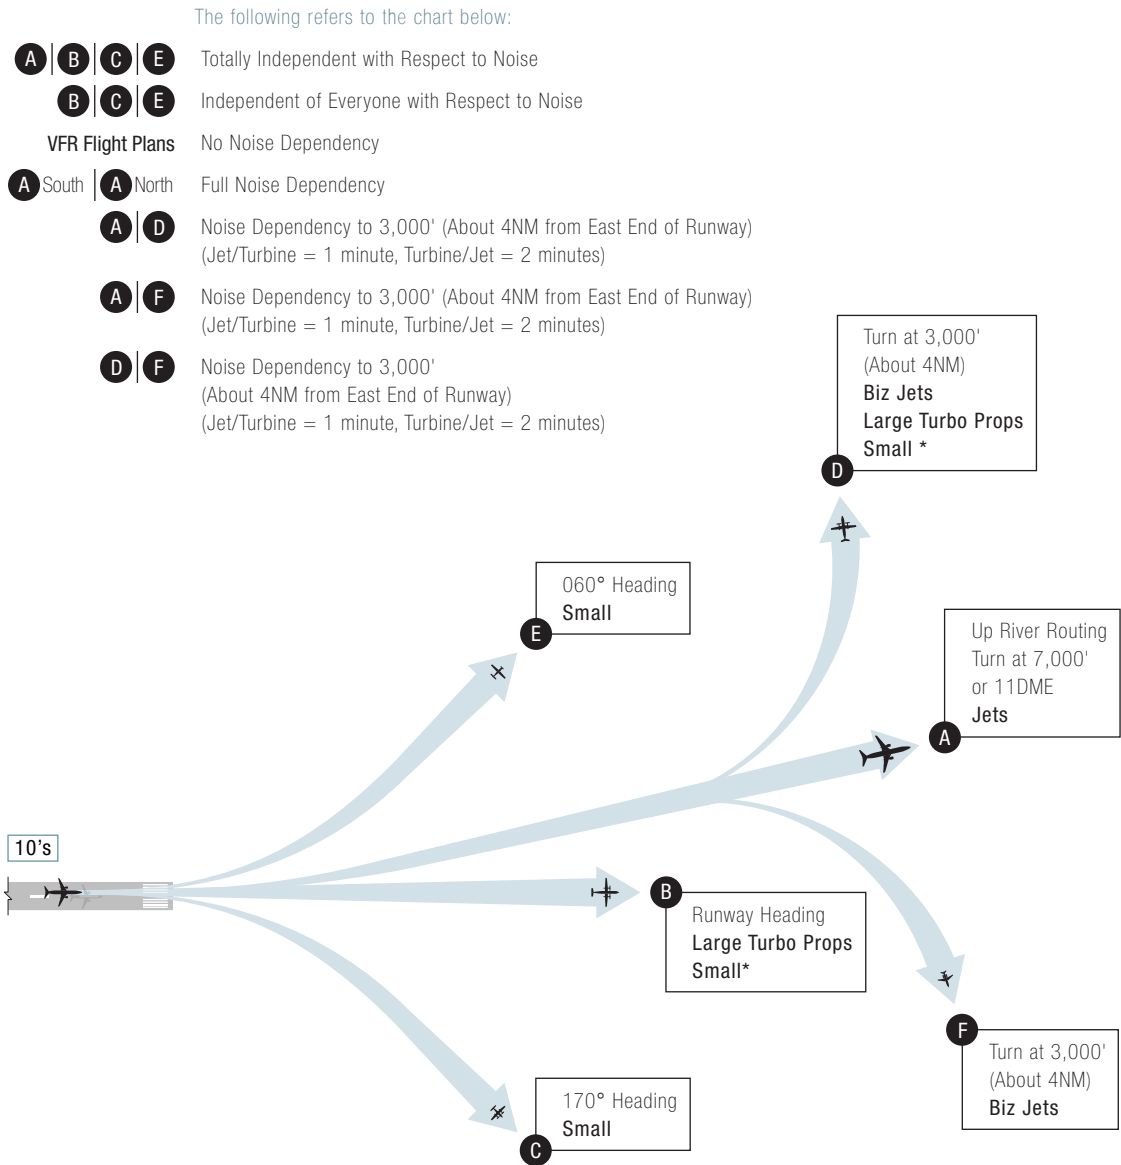 The following refers to the chart below:
A B C E Totally Independent with Respect to Noise
B C E Independent of Everyone with Respect to Noise
VFR Flight Plans No Noise Dependency
A South A North Full Noise Dependency
A D Noise Dependency to 3,000' (About 4NM from East End of Runway)
(Jet/Turbine = 1 minute, Turbine/Jet = 2 minutes)
A F Noise Dependency to 3,000' (About 4NM from East End of Runway)
(Jet/Turbine = 1 minute, Turbine/Jet = 2 minutes)
D F Noise Dependency to 3,000'
(About 4NM from East End of Runway)
(Jet/Turbine = 1 minute, Turbine/Jet = 2 minutes)
Turn at 3,000'
(About 4NM)
Biz Jets
Large Turbo Props
Small *
D
060° Heading
Small
E
Up River Routing
Turn at 7,000'
or 11DME
Jets
A
10's
B
Runway Heading
Large Turbo Props
Small*
F
Turn at 3,000'
(About 4NM)
Biz Jets
170° Heading
Small
C